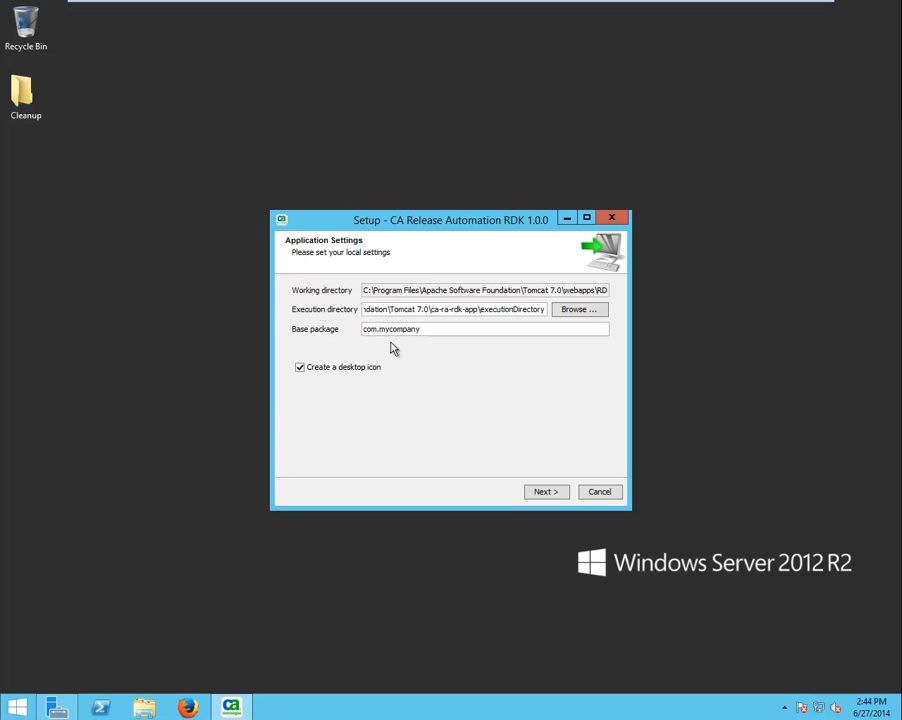 Recycle Bin
Cleanup
CA
Setup - CA Release Automation RDK 1.0.0
Application Settings
Please set your local settings
Working directory C:\Program Files\Apache Software Foundation\Tomcat 7.0\webapps\RD
Execution directory ndation\Tomcat 7.0\ca-ra-rdk-app\executionDirectory Browse ...
Base package com.mycompany
Create a desktop icon
Next > Cancel
Windows Server 2012 R2
ca
2:44 PM
6/27/2014